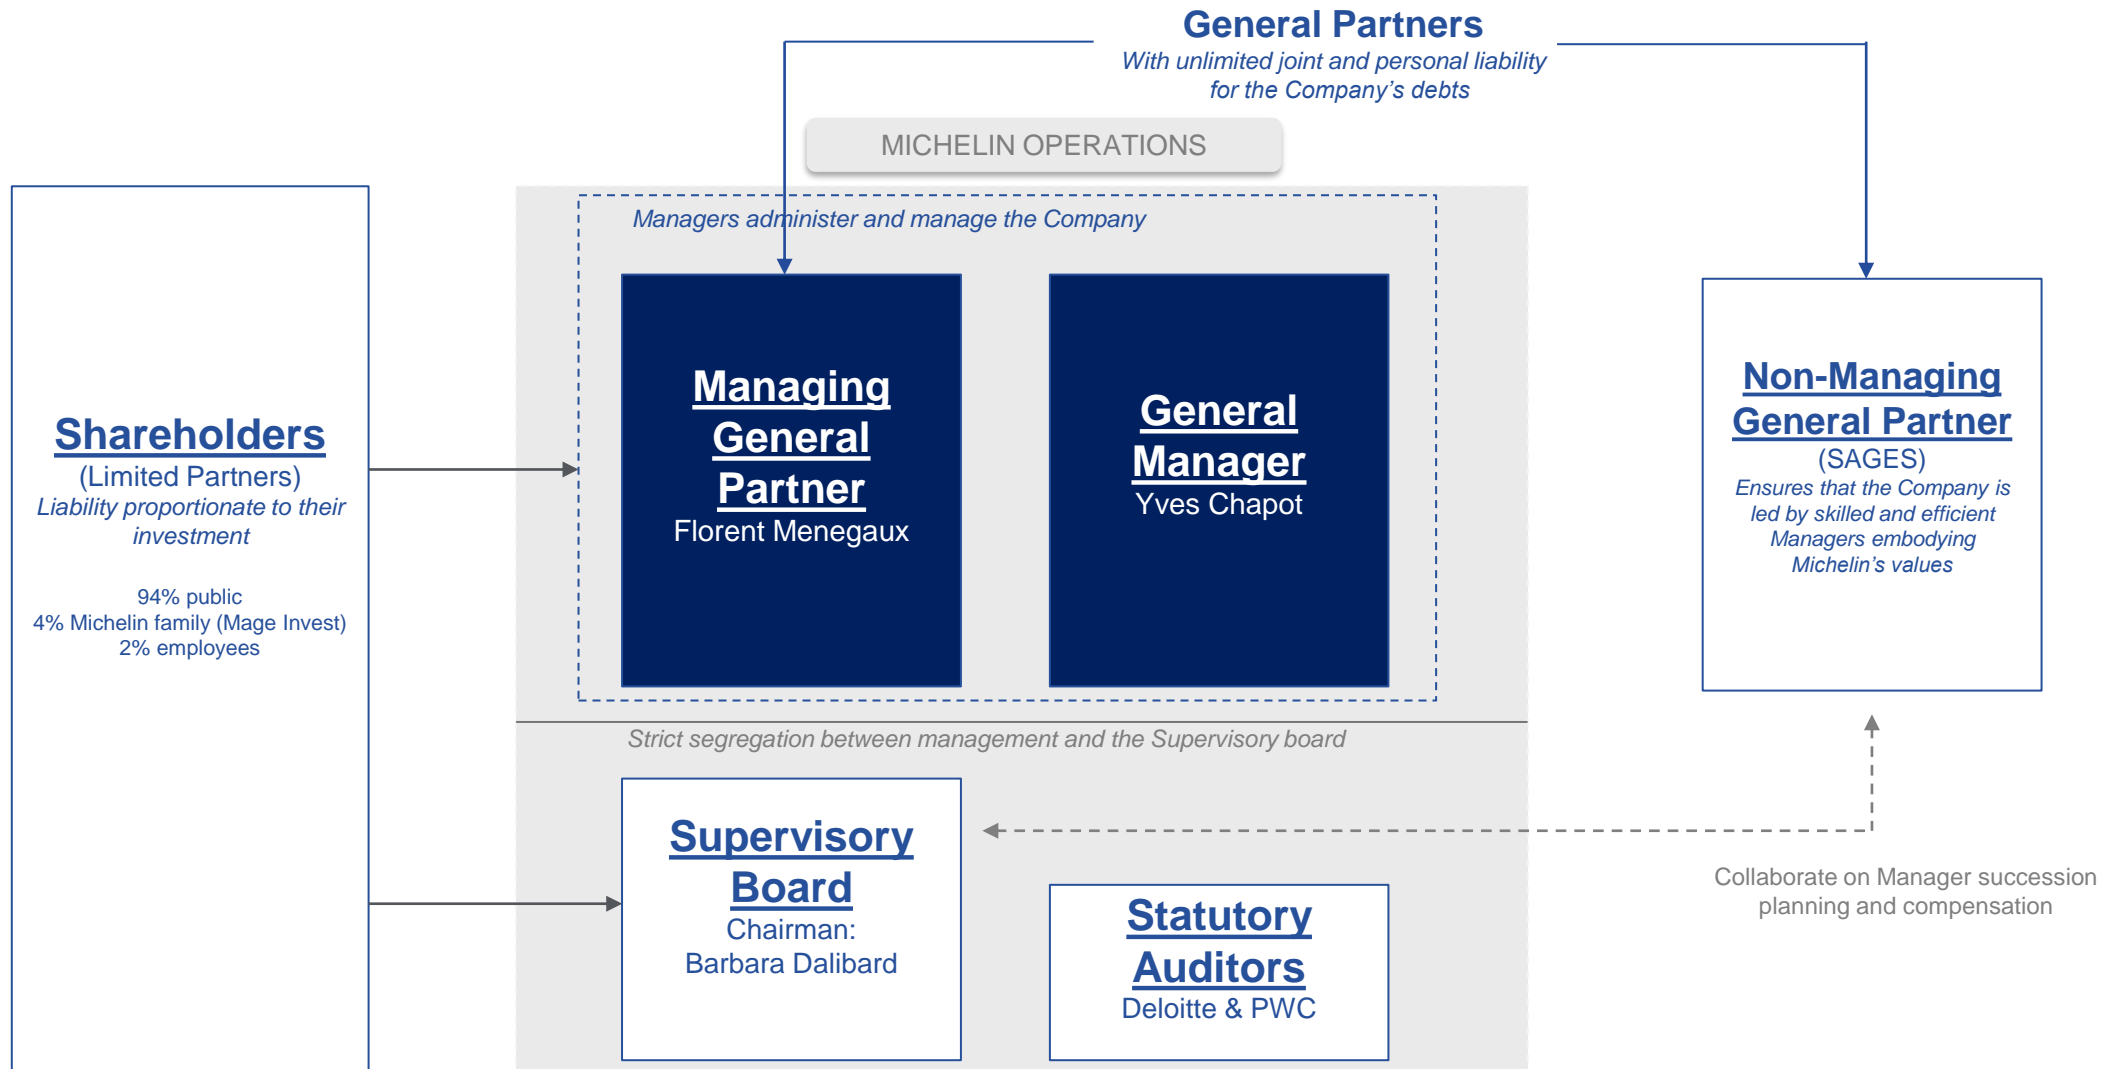 General Partners
With unlimited joint and personal liability
for the Company’s debts
MICHELIN OPERATIONS
Shareholders
(Limited Partners)
Liability proportionate to their
investment
94% public
4% Michelin family (Mage Invest)
2% employees
Managers administer and manage the Company
Managing
General
Partner
Florent Menegaux
General
Manager
Yves Chapot
Non-Managing
General Partner
(SAGES)
Ensures that the Company is
led by skilled and efficient
Managers embodying
Michelin’s values
Strict segregation between management and the Supervisory board
Supervisory
Board
Chairman:
Barbara Dalibard
Statutory
Auditors
Deloitte & PWC
Collaborate on Manager succession
planning and compensation